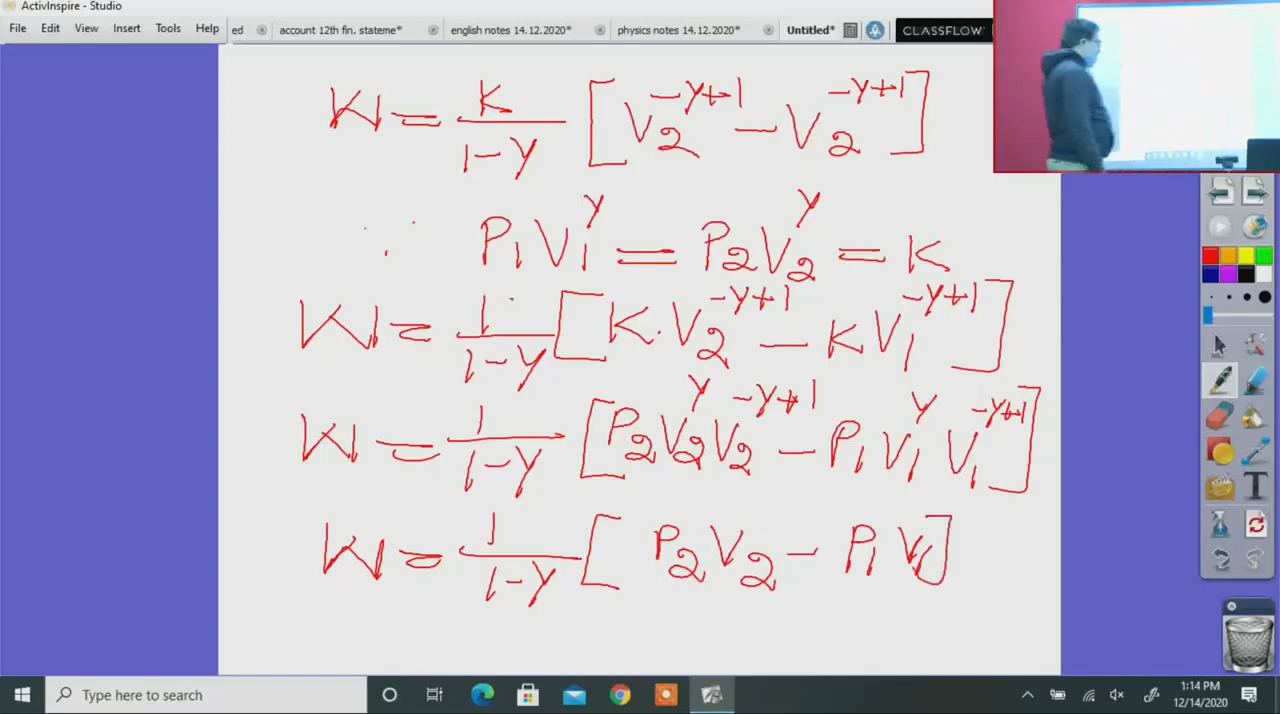 ActivInspire - Studio
File Edit View Insert Tools Help
ed account 12th fin. stateme* english notes 14.12.2020* physics notes 14.12.2020* Untitled* CLASSFLOW
W = K/1-γ [V2^-γ+1 - V2^-γ+1]
∵ P1V1^γ = P2V2^γ = K
W = 1/1-γ [K.V2^-γ+1 - KV1^-γ+1]
W = 1/1-γ [P2V2^γ V2^-γ+1 - P1V1^γ V1^-γ+1]
W = 1/1-γ [P2V2 - P1V1]
Type here to search
1:14 PM
12/14/2020